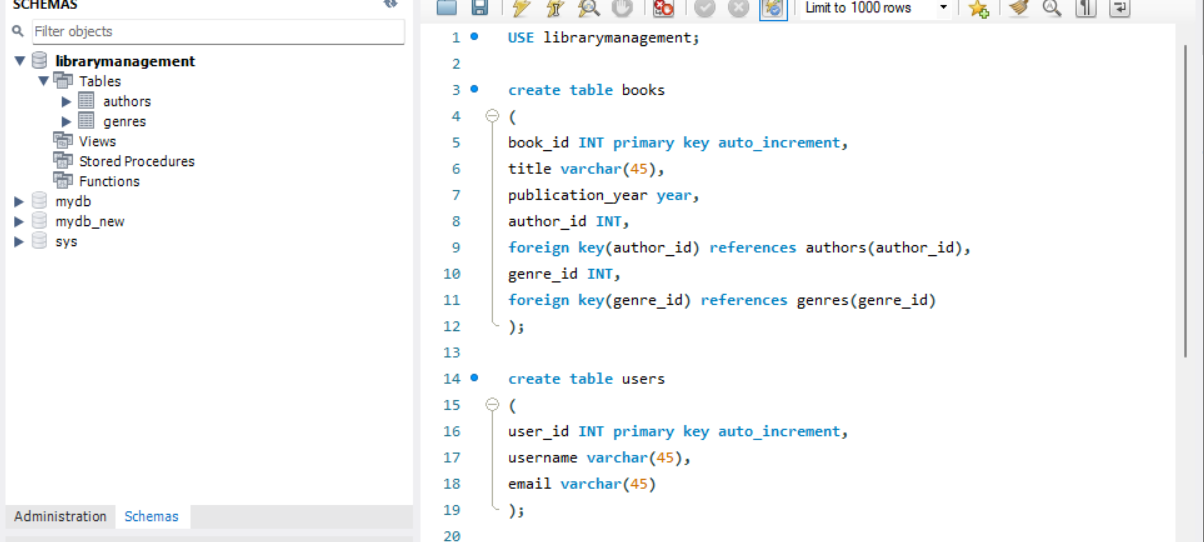 SCHEMAS
Filter objects
librarymanagement
Tables
authors
genres
Views
Stored Procedures
Functions
mydb
mydb_new
sys
Administration Schemas
Limit to 1000 rows
1 USE librarymanagement;
2
3 create table books
4 (
5 book_id INT primary key auto_increment,
6 title varchar(45),
7 publication_year year,
8 author_id INT,
9 foreign key(author_id) references authors(author_id),
10 genre_id INT,
11 foreign key(genre_id) references genres(genre_id)
12 );
13
14 create table users
15 (
16 user_id INT primary key auto_increment,
17 username varchar(45),
18 email varchar(45)
19 );
20